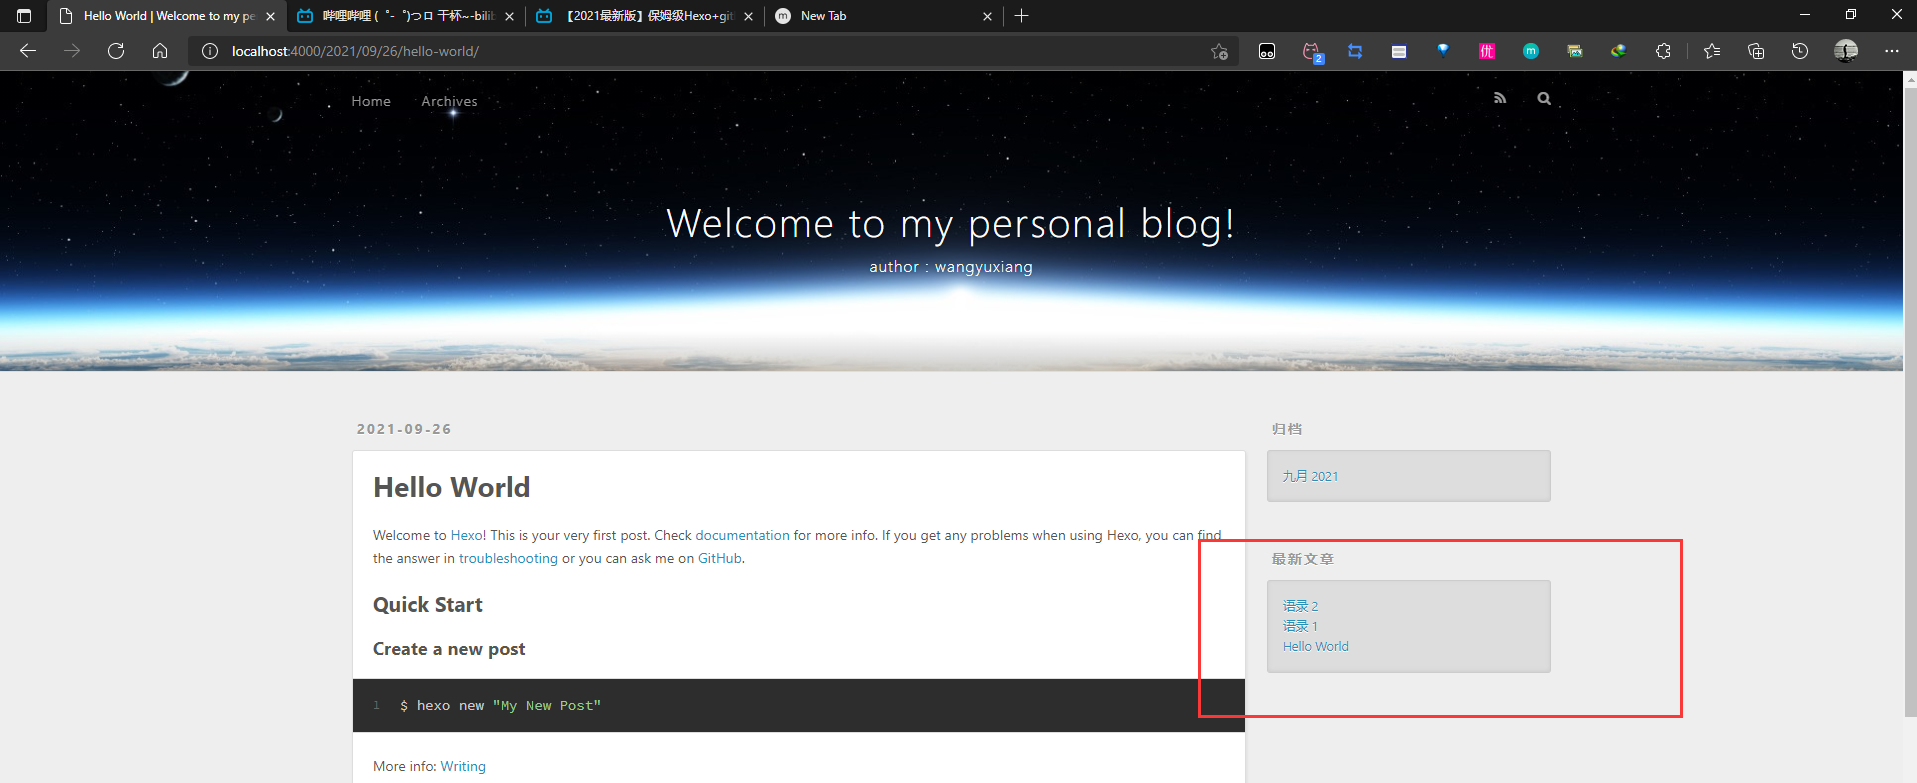 Hello World | Welcome to my pe
哔哩哔哩 (゜-゜)つロ 干杯~-bilib
【2021最新版】保姆级Hexo+git
New Tab
localhost:4000/2021/09/26/hello-world/
2
优
m
Home
Archives
Welcome to my personal blog!
author : wangyuxiang
2021-09-26
Hello World
Welcome to Hexo! This is your very first post. Check documentation for more info. If you get any problems when using Hexo, you can find
the answer in troubleshooting or you can ask me on GitHub.
Quick Start
Create a new post
1 $ hexo new "My New Post"
More info: Writing
归档
九月 2021
最新文章
语录 2
语录 1
Hello World